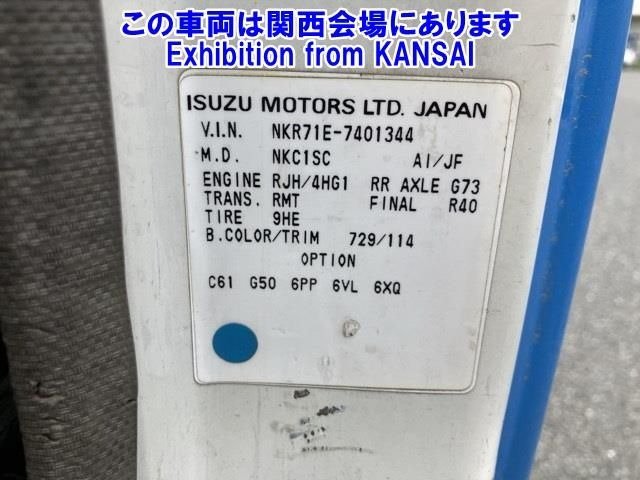 この車両は関西会場にあります
Exhibition from KANSAI
ISUZU MOTORS LTD. JAPAN
V.I.N. NKR71E-7401344
M.D. NKC1SC AI/JF
ENGINE RJH/4HG1 RR AXLE G73
TRANS. RMT FINAL R40
TIRE 9HE
B.COLOR/TRIM 729/114
OPTION
C61 G50 6PP 6VL 6XQ